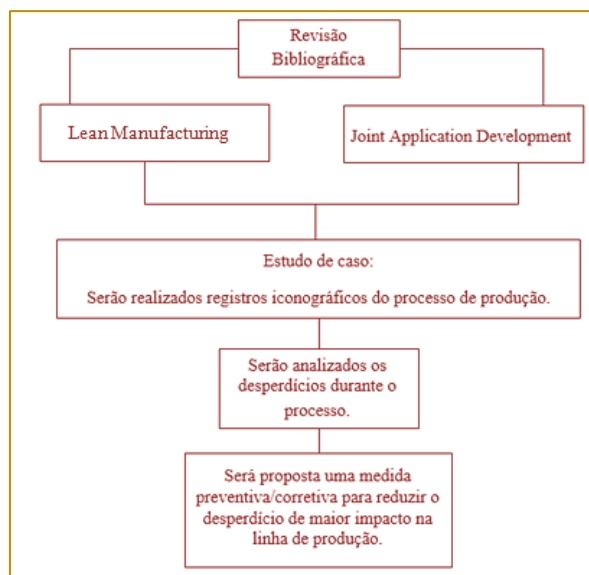 Revisão
Bibliográfica
Lean Manufacturing
Joint Application Development
Estudo de caso:
Serão realizados registros iconográficos do processo de produção.
Serão analizados os
desperdícios durante o
processo.
Será proposta uma medida
preventiva/corretiva para reduzir o
desperdício de maior impacto na
linha de produção.